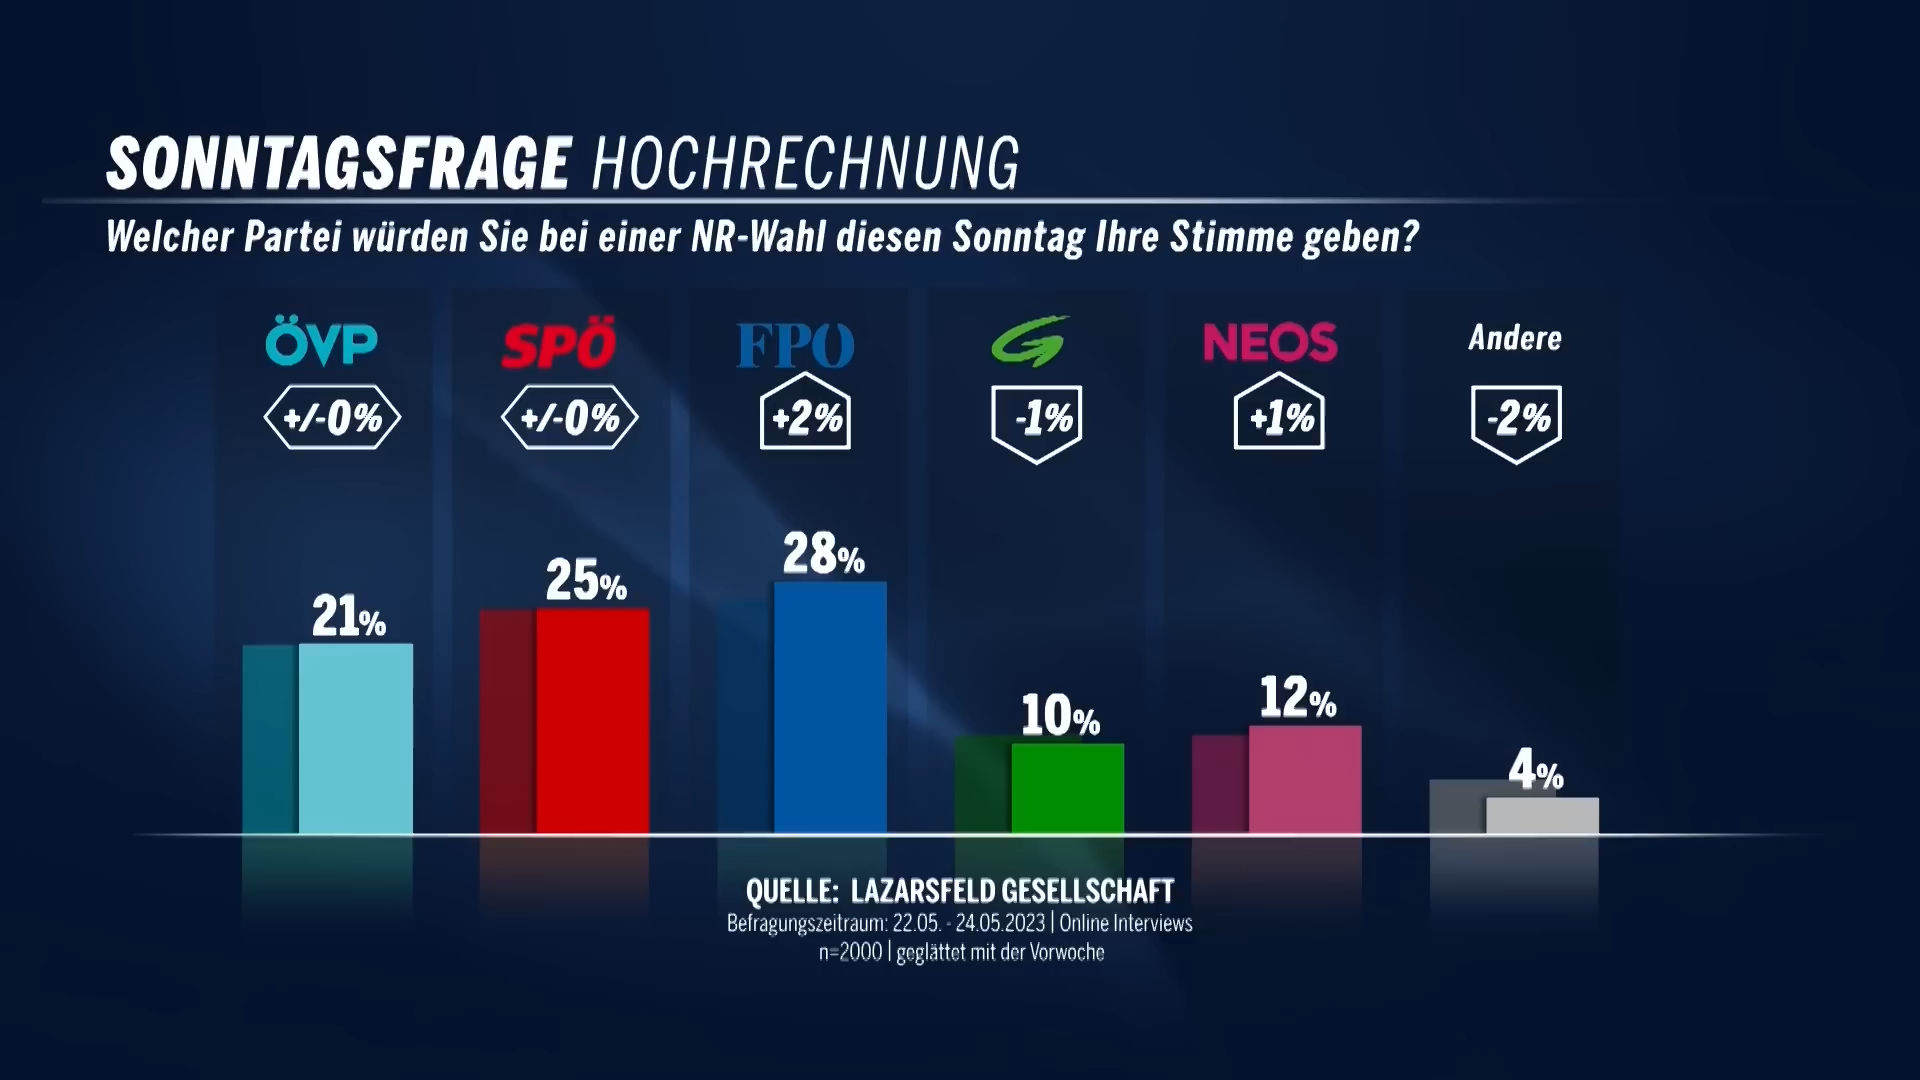 SONNTAGSFRAGE HOCHRECHNUNG
Welcher Partei würden Sie bei einer NR-Wahl diesen Sonntag Ihre Stimme geben?
ÖVP SPÖ FPÖ G NEOS Andere
+/-0% +/-0% +2% -1% +1% -2%
21% 25% 28% 10% 12% 4%
QUELLE: LAZARSFELD GESELLSCHAFT
Befragungszeitraum: 22.05. - 24.05.2023 | Online Interviews
n=2000 | geglättet mit der Vorwoche